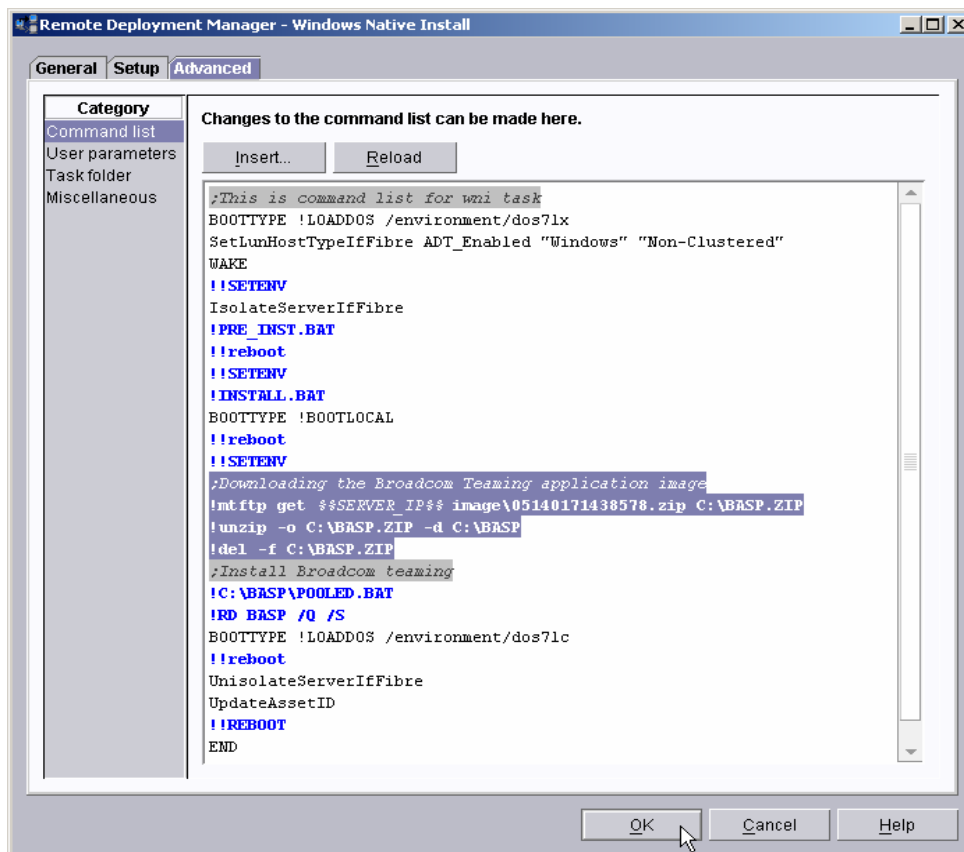 Remote Deployment Manager - Windows Native Install
General Setup Advanced
Category
Command list
User parameters
Task folder
Miscellaneous
Changes to the command list can be made here.
Insert... Reload
;This is command list for wni task
BOOTTYPE !LOADDOS /environment/dos71x
SetLunHostTypeIfFibre ADT_Enabled "Windows" "Non-Clustered"
WAKE
!!SETENV
IsolateServerIfFibre
!PRE_INST.BAT
!!reboot
!!SETENV
!INSTALL.BAT
BOOTTYPE !BOOTLOCAL
!!reboot
!!SETENV
;Downloading the Broadcom Teaming application image
!mtftp get $$SERVER_IP$$ image\05140171438578.zip C:\BASP.ZIP
!unzip -o C:\BASP.ZIP -d C:\BASP
!del -f C:\BASP.ZIP
;Install Broadcom teaming
!C:\BASP\POOLED.BAT
!RD BASP /Q /S
BOOTTYPE !LOADDOS /environment/dos71c
!!reboot
UnisolateServerIfFibre
UpdateAssetID
!!REBOOT
END
OK Cancel Help